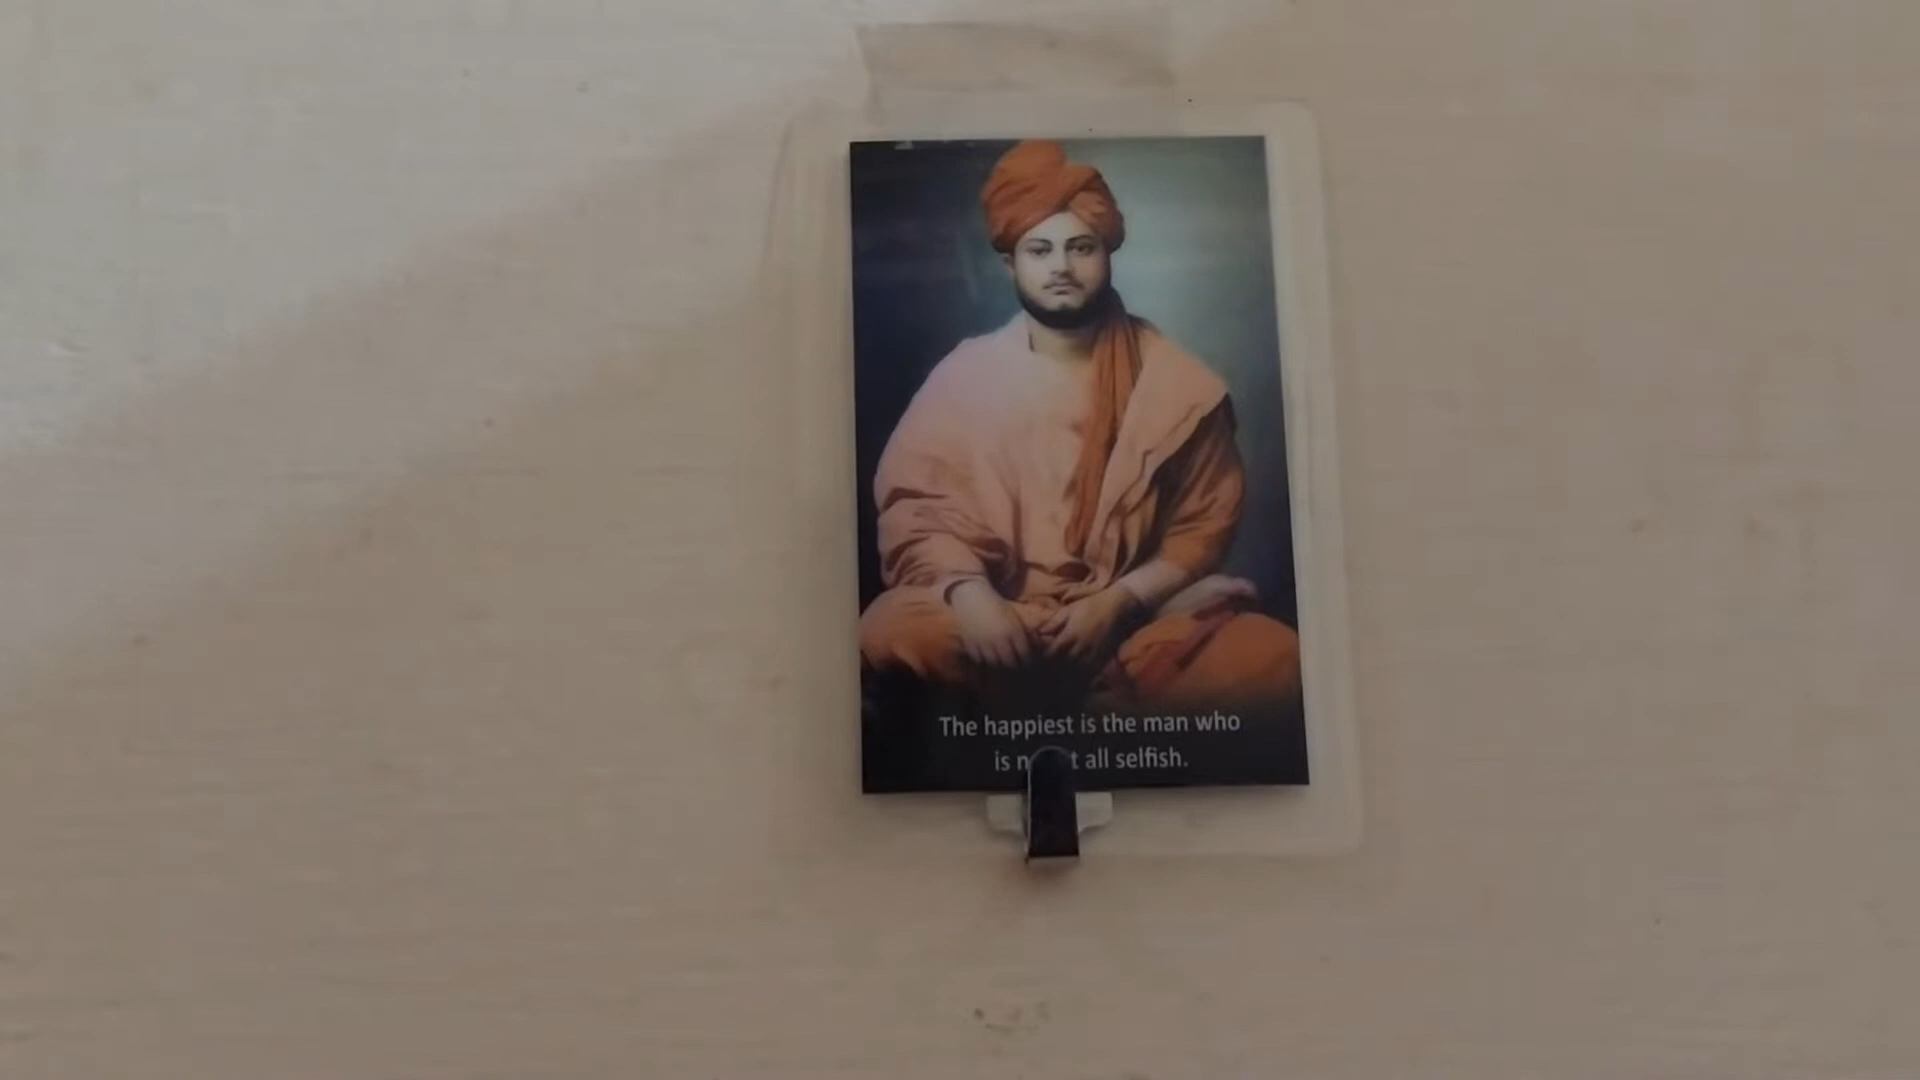 The happiest is the man who
is all selfish.